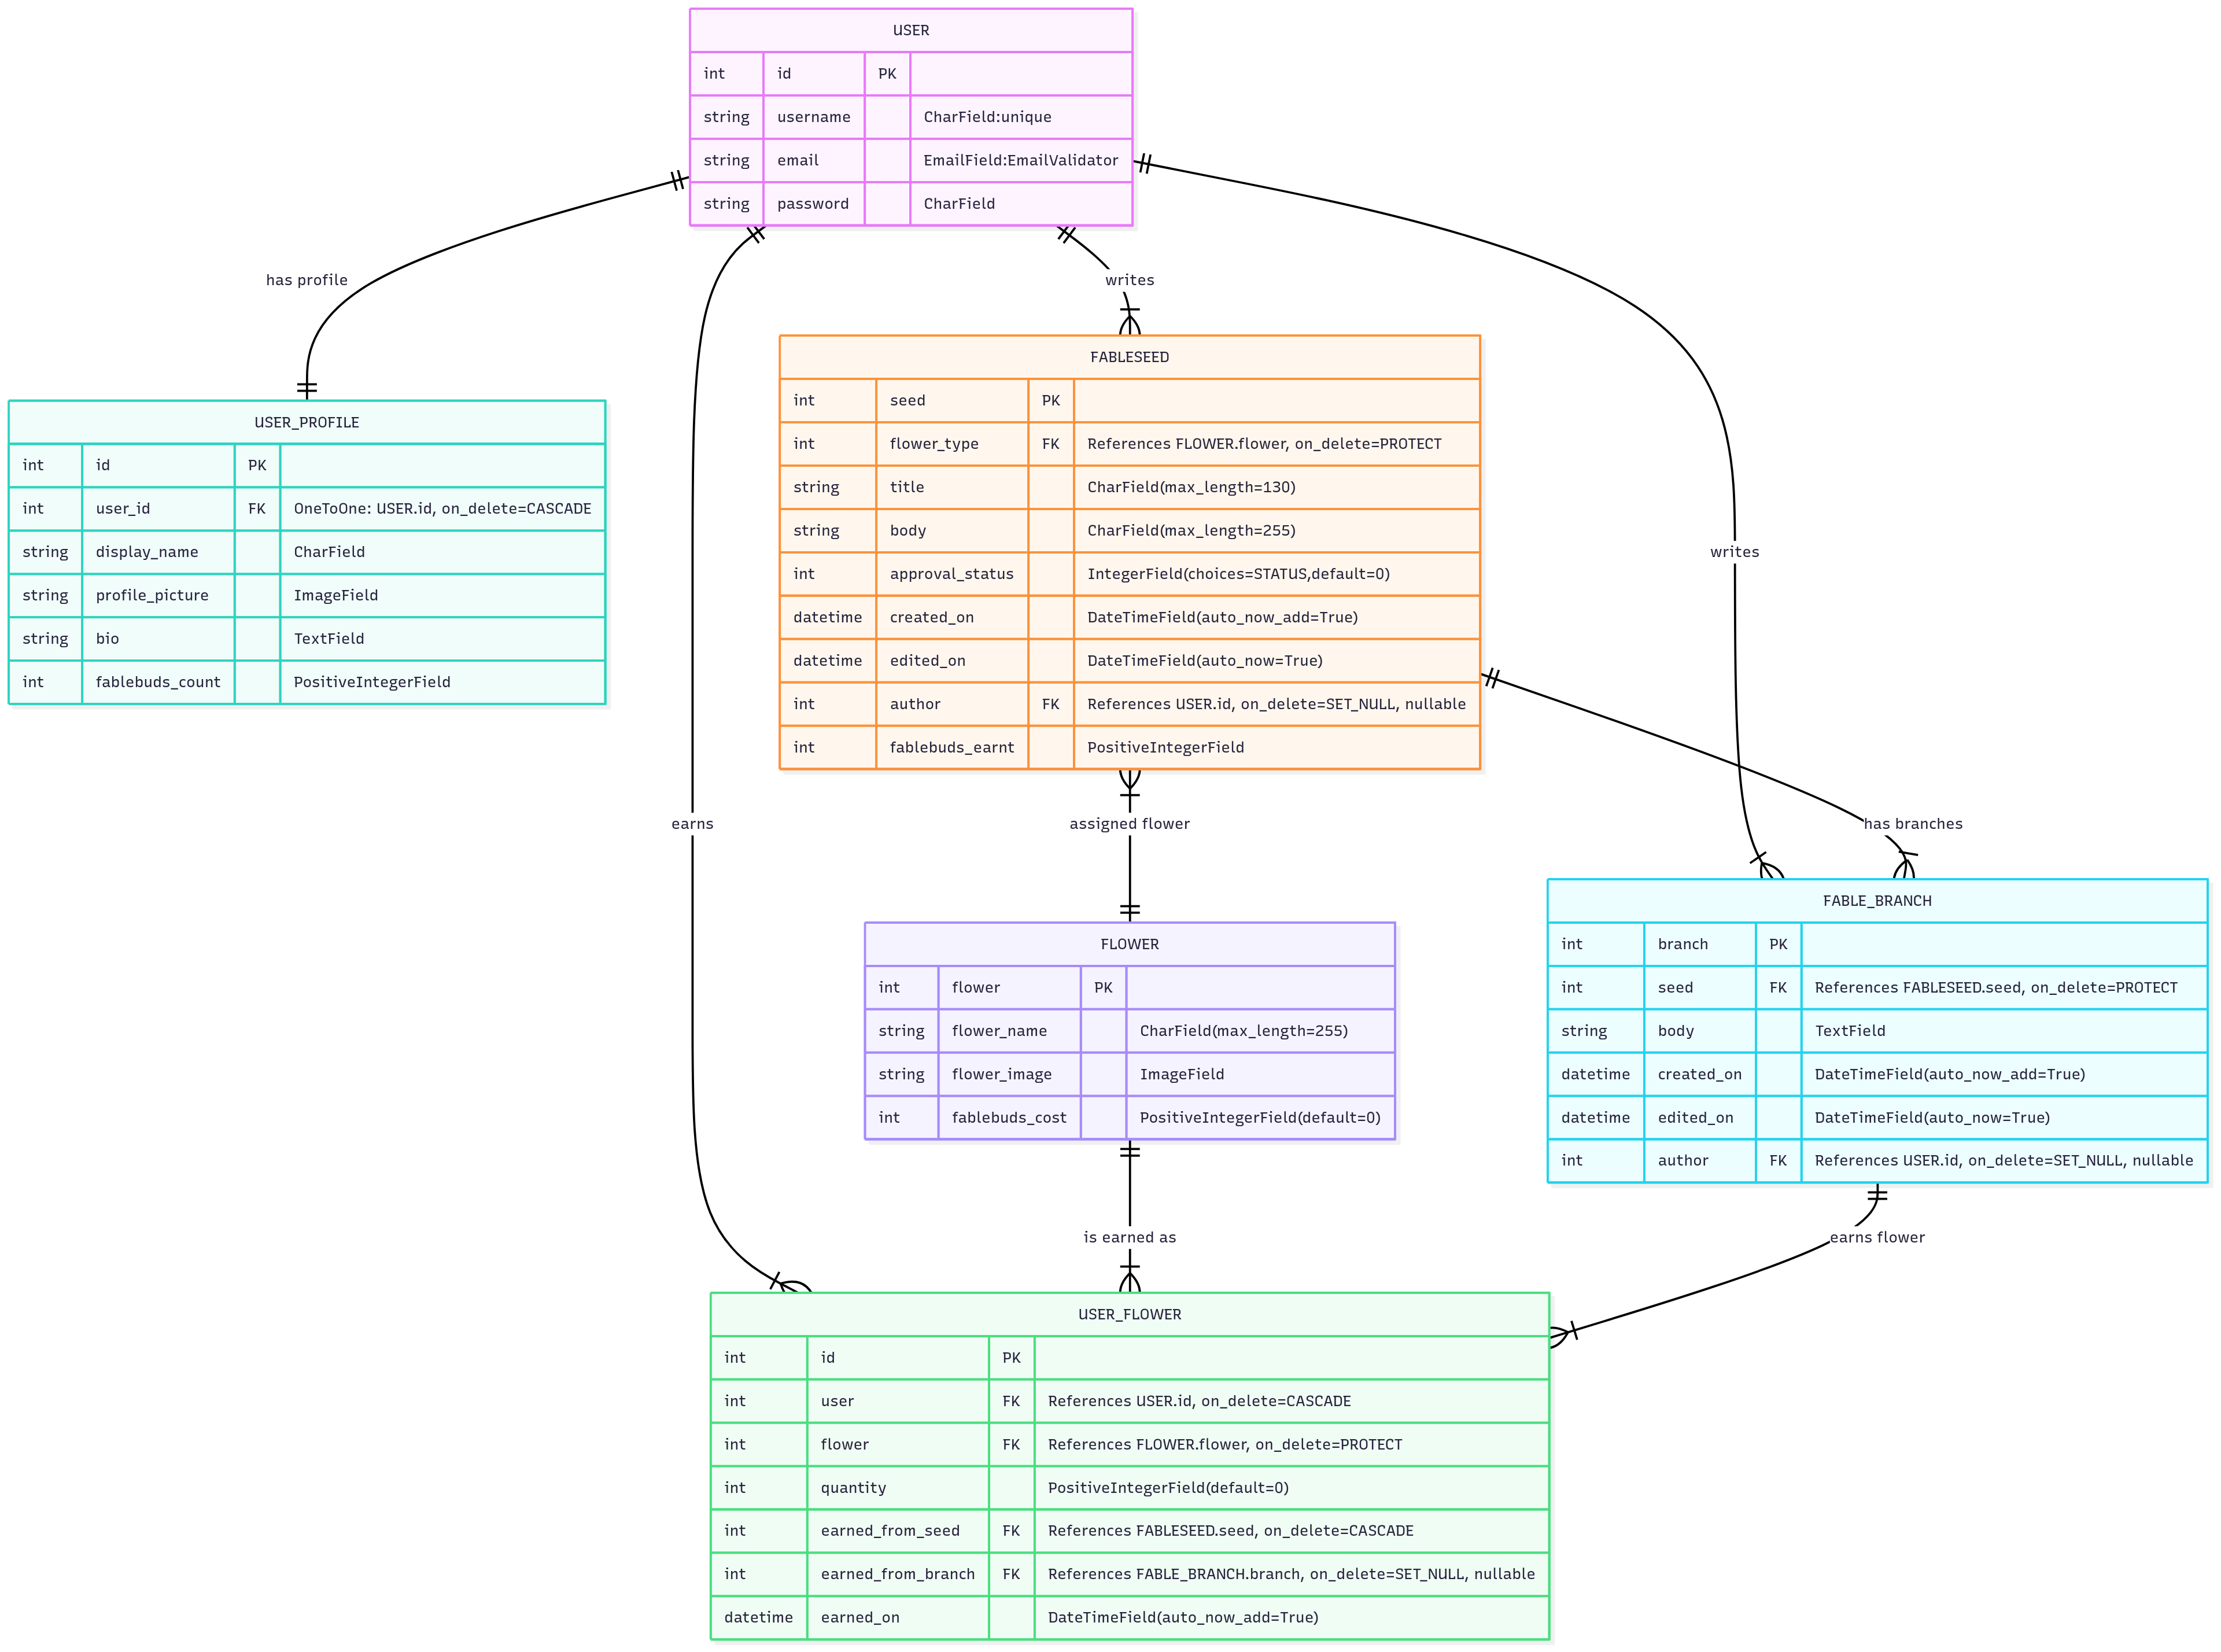 USER
int id PK
string username CharField:unique
string email EmailField:EmailValidator
string password CharField
has profile
writes
USER_PROFILE
int id PK
int user_id FK OneToOne: USER.id, on_delete=CASCADE
string display_name CharField
string profile_picture ImageField
string bio TextField
int fablebuds_count PositiveIntegerField
FABLESEED
int seed PK
int flower_type FK References FLOWER.flower, on_delete=PROTECT
string title CharField(max_length=130)
string body CharField(max_length=255)
int approval_status IntegerField(choices=STATUS,default=0)
datetime created_on DateTimeField(auto_now_add=True)
datetime edited_on DateTimeField(auto_now=True)
int author FK References USER.id, on_delete=SET_NULL, nullable
int fablebuds_earnt PositiveIntegerField
writes
earns
assigned flower
has branches
FLOWER
int flower PK
string flower_name CharField(max_length=255)
string flower_image ImageField
int fablebuds_cost PositiveIntegerField(default=0)
FABLE_BRANCH
int branch PK
int seed FK References FABLESEED.seed, on_delete=PROTECT
string body TextField
datetime created_on DateTimeField(auto_now_add=True)
datetime edited_on DateTimeField(auto_now=True)
int author FK References USER.id, on_delete=SET_NULL, nullable
is earned as
earns flower
USER_FLOWER
int id PK
int user FK References USER.id, on_delete=CASCADE
int flower FK References FLOWER.flower, on_delete=PROTECT
int quantity PositiveIntegerField(default=0)
int earned_from_seed FK References FABLESEED.seed, on_delete=CASCADE
int earned_from_branch FK References FABLE_BRANCH.branch, on_delete=SET_NULL, nullable
datetime earned_on DateTimeField(auto_now_add=True)